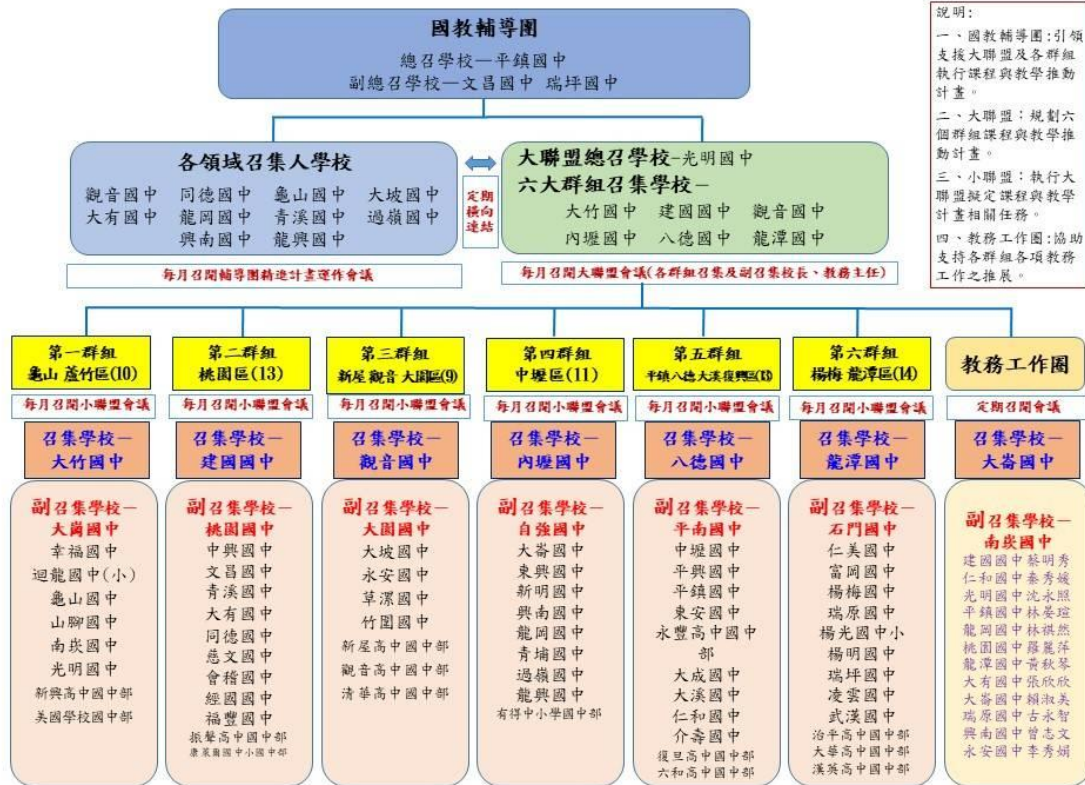 國教輔導團
總召學校—平鎮國中
副總召學校—文昌國中 瑞坪國中
說明:
一、國教輔導團:引領
支援大聯盟及各群組
執行課程與教學推動
計畫。
二、大聯盟：規劃六
個群組課程與教學推
動計畫。
三、小聯盟：執行大
聯盟擬定課程與教學
計畫相關任務。
四、教務工作圈:協助
支持各群組各項教務
工作之推展。
各領域召集人學校
觀音國中 同德國中 龜山國中 大坡國中
大有國中 龍岡國中 青溪國中 過嶺國中
興南國中 龍興國中
定期
橫向
連結
大聯盟總召學校-光明國中
六大群組召集學校－
大竹國中 建國國中 觀音國中
內壢國中 八德國中 龍潭國中
每月召開輔導團精進計畫運作會議
每月召開大聯盟會議(各群組召集及副召集校長、教務主任)
第一群組
龜山 蘆竹區(10)
每月召開小聯盟會議
召集學校－
大竹國中
副召集學校－
大崗國中
幸福國中
迴龍國中(小)
龜山國中
山腳國中
南崁國中
光明國中
新興高中國中部
美國學校國中部
第二群組
桃園區(13)
每月召開小聯盟會議
召集學校－
建國國中
副召集學校－
桃園國中
中興國中
文昌國中
青溪國中
大有國中
同德國中
慈文國中
會稽國中
經國國中
福豐國中
振聲高中國中部
康萊爾國中小國中部
第三群組
新屋 觀音 大園區(9)
每月召開小聯盟會議
召集學校－
觀音國中
副召集學校－
大園國中
大坡國中
永安國中
草漯國中
竹圍國中
新屋高中國中部
觀音高中國中部
清華高中國中部
第四群組
中壢區(11)
每月召開小聯盟會議
召集學校－
內壢國中
副召集學校－
自強國中
大崙國中
東興國中
新明國中
興南國中
龍岡國中
青埔國中
過嶺國中
龍興國中
有得中小學國中部
第五群組
平鎮八德大溪復興區(13)
每月召開小聯盟會議
召集學校－
八德國中
副召集學校－
平南國中
中壢國中
平興國中
平鎮國中
東安國中
永豐高中國中
部
大成國中
大溪國中
仁和國中
介壽國中
復旦高中國中部
六和高中國中部
第六群組
楊梅 龍潭區(14)
每月召開小聯盟會議
召集學校－
龍潭國中
副召集學校－
石門國中
仁美國中
富岡國中
楊梅國中
瑞原國中
楊光國中小
楊明國中
瑞坪國中
凌雲國中
武漢國中
治平高中國中部
大華高中國中部
漢英高中國中部
教務工作圈
定期召開會議
召集學校－
大崙國中
副召集學校－
南崁國中
建國國中蔡明秀
仁和國中秦秀媛
光明國中沈永照
平鎮國中林晏瑄
龍岡國中林祺然
桃園國中羅麗萍
龍潭國中黃秋琴
大有國中張欣欣
大崙國中賴淑美
瑞原國中古永智
興南國中曾志文
永安國中李秀娟